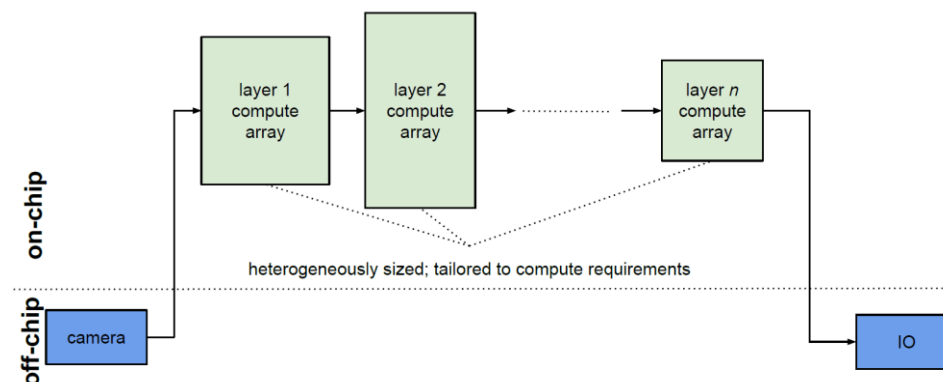 layer 1
compute
array
layer 2
compute
array
layer n
compute
array
on-chip
heterogeneously sized; tailored to compute requirements
off-chip
camera
IO